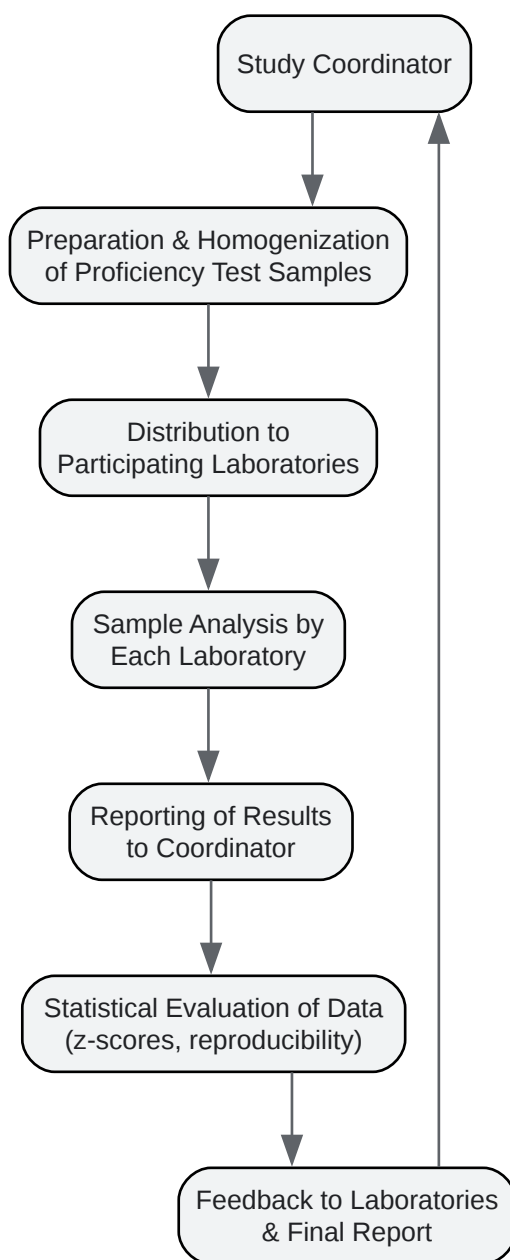 Study Coordinator
Preparation & Homogenization
of Proficiency Test Samples
Distribution to
Participating Laboratories
Sample Analysis by
Each Laboratory
Reporting of Results
to Coordinator
Statistical Evaluation of Data
(z-scores, reproducibility)
Feedback to Laboratories
& Final Report